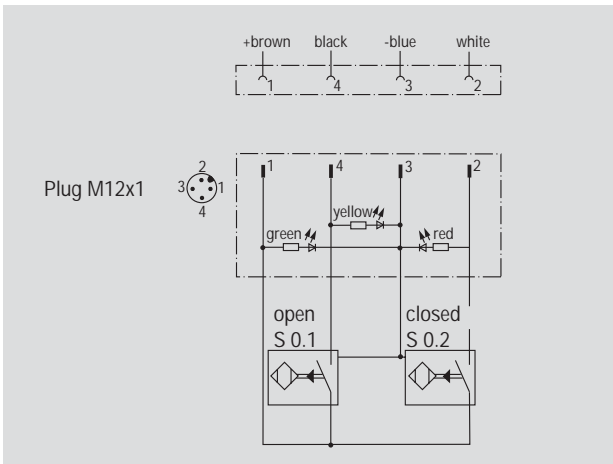 +brown black -blue white
1 4 3 2
Plug M12x1
2
3 1
4
1 4 3 2
yellow
green red
open closed
S 0.1 S 0.2